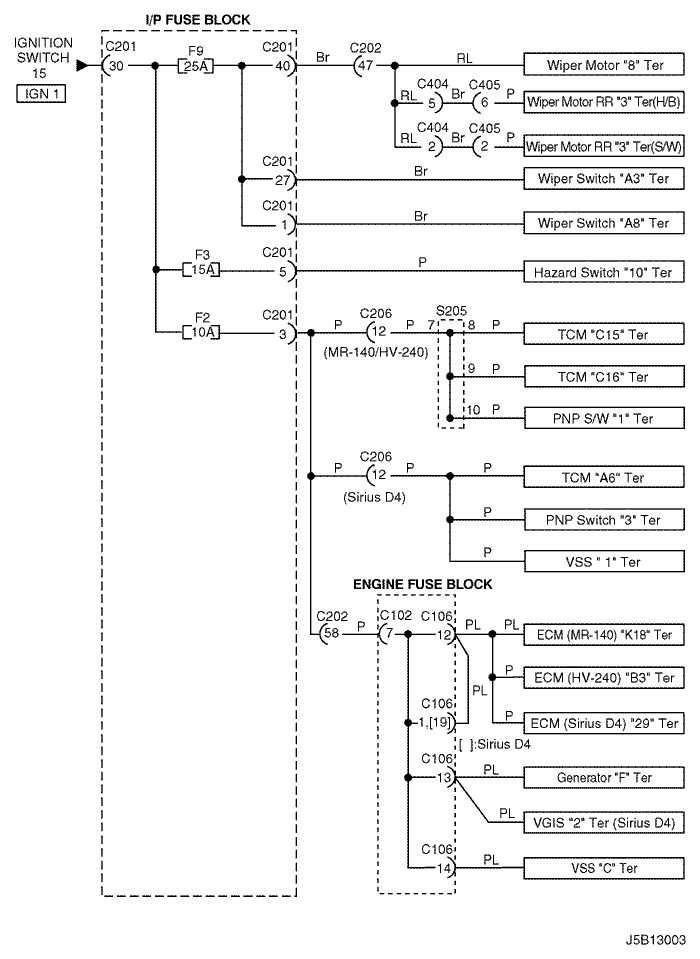 I/P FUSE BLOCK
IGNITION
SWITCH
15
IGN 1
C201
30
F9
25A
C201
40
Br
C202
47
RL
Wiper Motor "8" Ter
RL
C404
5
Br
C405
6
P
Wiper Motor RR "3" Ter(H/B)
RL
C404
2
Br
C405
2
P
Wiper Motor RR "3" Ter(S/W)
C201
27
Br
Wiper Switch "A3" Ter
C201
1
Br
Wiper Switch "A8" Ter
F3
15A
C201
5
P
Hazard Switch "10" Ter
F2
10A
C201
3
P
C206
12
P
(MR-140/HV-240)
S205
7
8
P
TCM "C15" Ter
9
P
TCM "C16" Ter
10
P
PNP S/W "1" Ter
P
C206
12
P
(Sirius D4)
P
TCM "A6" Ter
P
PNP Switch "3" Ter
P
VSS " 1" Ter
ENGINE FUSE BLOCK
C202
58
P
C102
7
C106
12
PL
PL
ECM (MR-140) "K18" Ter
PL
P
ECM (HV-240) "B3" Ter
C106
1,[19]
P
ECM (Sirius D4) "29" Ter
[ ]:Sirius D4
C106
13
PL
Generator "F" Ter
PL
VGIS "2" Ter (Sirius D4)
C106
14
PL
VSS "C" Ter
J5B13003